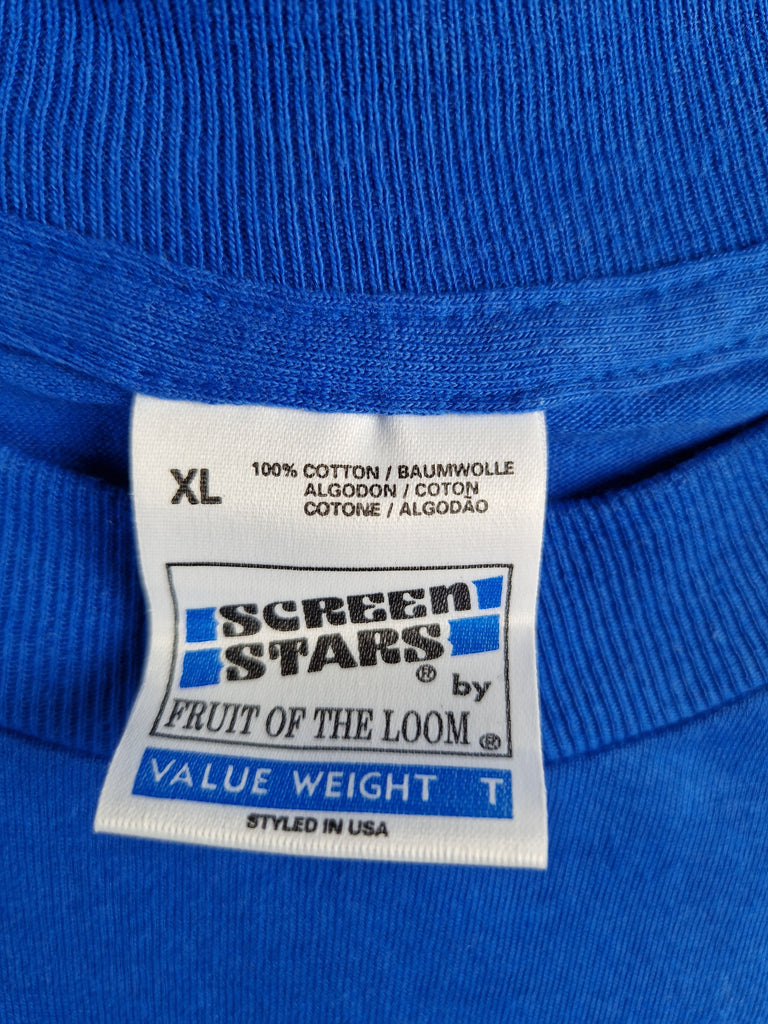 XL
100% COTTON / BAUMWOLLE
ALGODON / COTON
COTONE / ALGODÃO
SCREEN
STARS®
by
FRUIT OF THE LOOM ®
VALUE WEIGHT T
STYLED IN USA